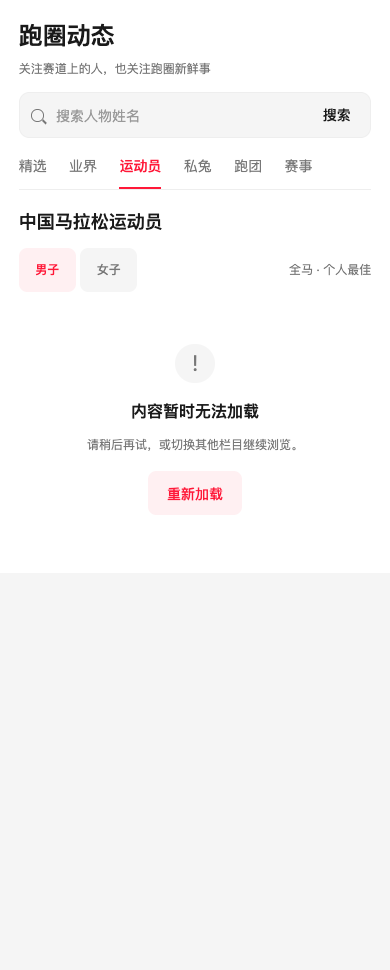 跑圈动态
关注赛道上的人，也关注跑圈新鲜事
搜索人物姓名 搜索
精选 业界 运动员 私兔 跑团 赛事
中国马拉松运动员
男子 女子 全马 · 个人最佳
!
内容暂时无法加载
请稍后再试，或切换其他栏目继续浏览。
重新加载